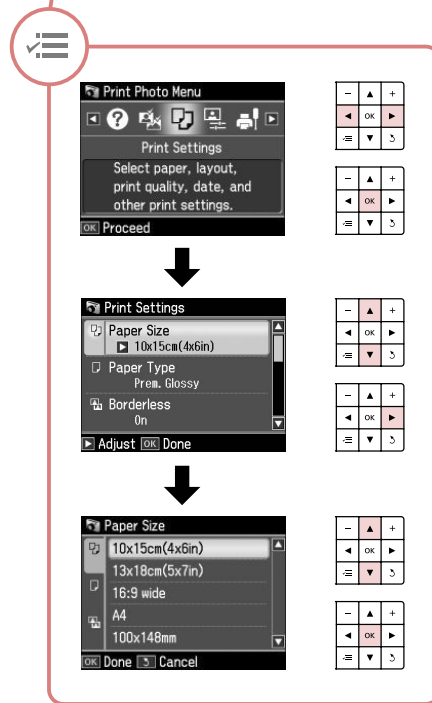 Print Photo Menu
Print Settings
Select paper, layout,
print quality, date, and
other print settings.
OK Proceed
- +
OK
- +
OK
Print Settings
Paper Size
10x15cm(4x6in)
Paper Type
Prem. Glossy
Borderless
On
Adjust OK Done
- +
OK
- +
OK
Paper Size
10x15cm(4x6in)
13x18cm(5x7in)
16:9 wide
A4
100x148mm
OK Done Cancel
- +
OK
- +
OK